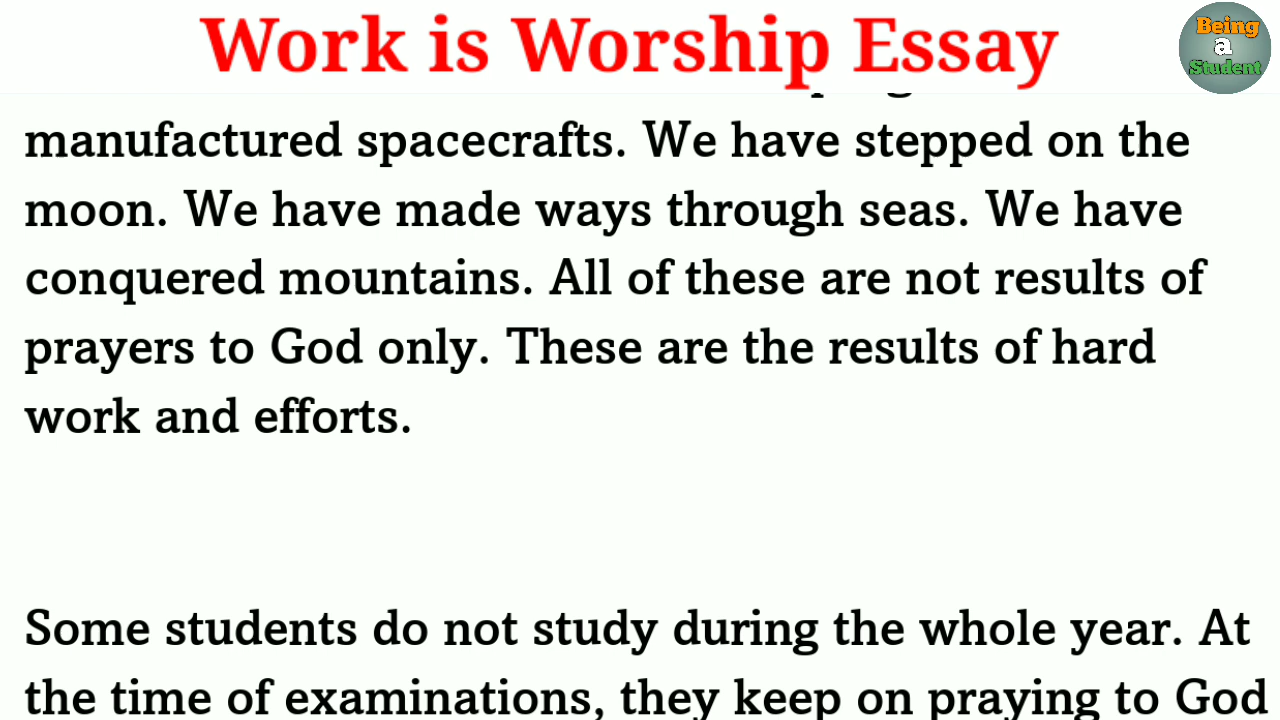 Work is Worship Essay
Being
a
Student
manufactured spacecrafts. We have stepped on the
moon. We have made ways through seas. We have
conquered mountains. All of these are not results of
prayers to God only. These are the results of hard
work and efforts.
Some students do not study during the whole year. At
the time of examinations, they keep on praying to God